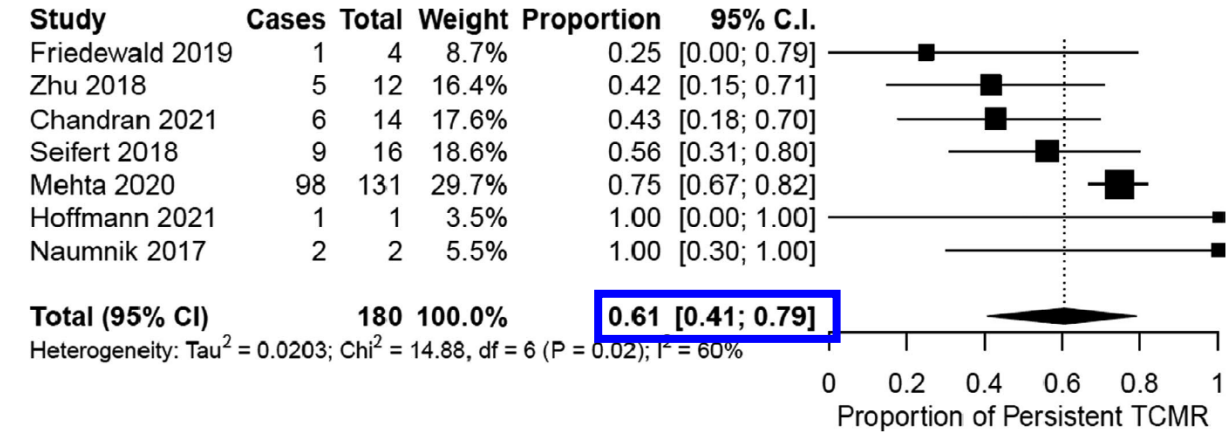 Study Cases Total Weight Proportion 95% C.I.
Friedewald 2019 1 4 8.7% 0.25 [0.00; 0.79]
Zhu 2018 5 12 16.4% 0.42 [0.15; 0.71]
Chandran 2021 6 14 17.6% 0.43 [0.18; 0.70]
Seifert 2018 9 16 18.6% 0.56 [0.31; 0.80]
Mehta 2020 98 131 29.7% 0.75 [0.67; 0.82]
Hoffmann 2021 1 1 3.5% 1.00 [0.00; 1.00]
Naumnik 2017 2 2 5.5% 1.00 [0.30; 1.00]
Total (95% CI) 180 100.0% 0.61 [0.41; 0.79]
Heterogeneity: Tau² = 0.0203; Chi² = 14.88, df = 6 (P = 0.02); I² = 60%
0 0.2 0.4 0.6 0.8 1
Proportion of Persistent TCMR